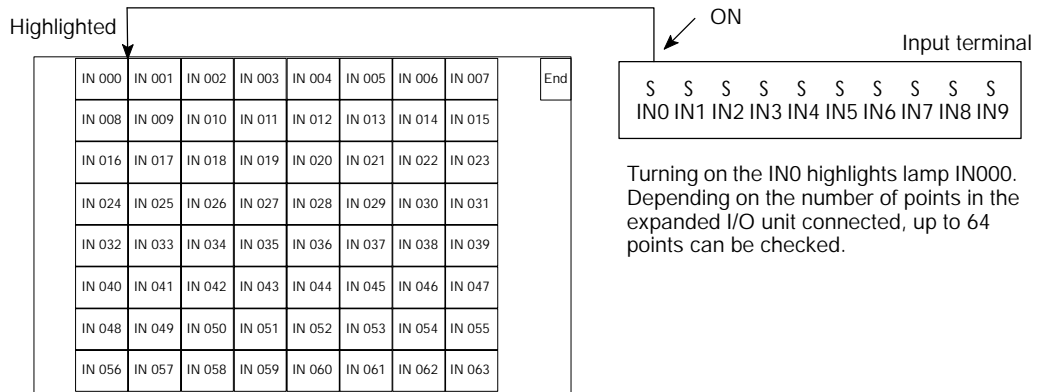 Highlighted
ON
Input terminal
IN 000 IN 001 IN 002 IN 003 IN 004 IN 005 IN 006 IN 007 End
IN 008 IN 009 IN 010 IN 011 IN 012 IN 013 IN 014 IN 015
IN 016 IN 017 IN 018 IN 019 IN 020 IN 021 IN 022 IN 023
IN 024 IN 025 IN 026 IN 027 IN 028 IN 029 IN 030 IN 031
IN 032 IN 033 IN 034 IN 035 IN 036 IN 037 IN 038 IN 039
IN 040 IN 041 IN 042 IN 043 IN 044 IN 045 IN 046 IN 047
IN 048 IN 049 IN 050 IN 051 IN 052 IN 053 IN 054 IN 055
IN 056 IN 057 IN 058 IN 059 IN 060 IN 061 IN 062 IN 063
S S S S S S S S S S
IN0 IN1 IN2 IN3 IN4 IN5 IN6 IN7 IN8 IN9
Turning on the IN0 highlights lamp IN000.
Depending on the number of points in the
expanded I/O unit connected, up to 64
points can be checked.